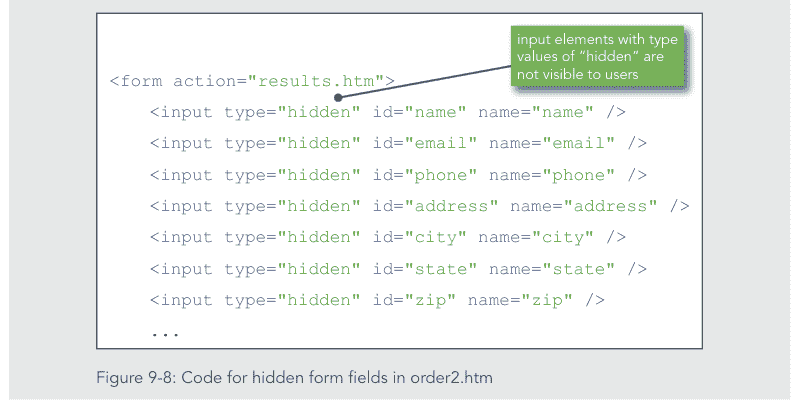 input elements with type
values of “hidden” are
not visible to users
<form action="results.htm">
<input type="hidden" id="name" name="name" />
<input type="hidden" id="email" name="email" />
<input type="hidden" id="phone" name="phone" />
<input type="hidden" id="address" name="address" />
<input type="hidden" id="city" name="city" />
<input type="hidden" id="state" name="state" />
<input type="hidden" id="zip" name="zip" />
...
Figure 9-8: Code for hidden form fields in order2.htm